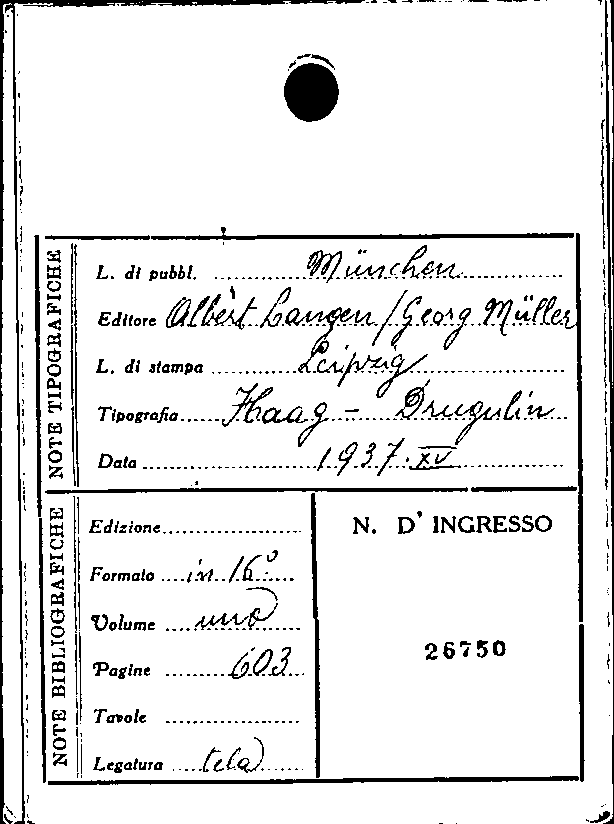 NOTE TIPOGRAFICHE
L. di pubbl. München
Editore Albert Langen / Georg Müller
L. di stampa Leipzig
Tipografia Haag - Drugulin
Data 1937. XV
NOTE BIBLIOGRAFICHE
Edizione
Formato in 16º
Volume uno
Pagine 603
Tavole
Legatura tela
N. D' INGRESSO
26750